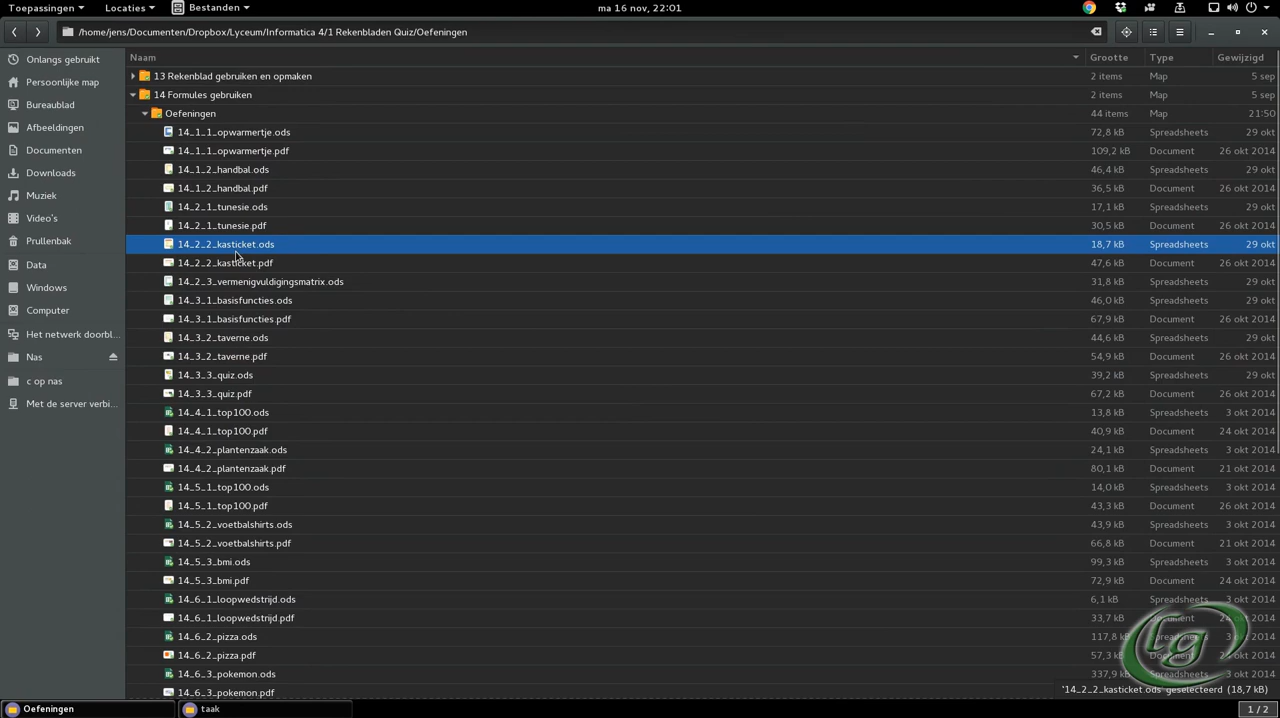 Toepassingen Locaties Bestanden ma 16 nov, 22:01
/home/jens/Documenten/Dropbox/Lyceum/Informatica 4/1 Rekenbladen Quiz/Oefeningen
Naam Grootte Type Gewijzigd
Onlangs gebruikt
Persoonlijke map
Bureaublad
Afbeeldingen
Documenten
Downloads
Muziek
Video's
Prullenbak
Data
Windows
Computer
Het netwerk doorbl...
Nas
c op nas
Met de server verbi...
13 Rekenblad gebruiken en opmaken 2 items Map 5 sep
14 Formules gebruiken 2 items Map 5 sep
Oefeningen 44 items Map 21:50
14_1_1_opwarmertje.ods 72,8 kB Spreadsheets 29 okt
14_1_1_opwarmertje.pdf 109,2 kB Document 26 okt 2014
14_1_2_handbal.ods 46,4 kB Spreadsheets 29 okt
14_1_2_handbal.pdf 36,5 kB Document 26 okt 2014
14_2_1_tunesie.ods 17,1 kB Spreadsheets 29 okt
14_2_1_tunesie.pdf 30,5 kB Document 26 okt 2014
14_2_2_kasticket.ods 18,7 kB Spreadsheets 29 okt
14_2_2_kasticket.pdf 47,6 kB Document 26 okt 2014
14_2_3_vermenigvuldigingsmatrix.ods 31,8 kB Spreadsheets 29 okt
14_3_1_basisfuncties.ods 46,0 kB Spreadsheets 29 okt
14_3_1_basisfuncties.pdf 67,9 kB Document 26 okt 2014
14_3_2_taverne.ods 44,6 kB Spreadsheets 29 okt
14_3_2_taverne.pdf 54,9 kB Document 26 okt 2014
14_3_3_quiz.ods 39,2 kB Spreadsheets 29 okt
14_3_3_quiz.pdf 67,2 kB Document 26 okt 2014
14_4_1_top100.ods 13,8 kB Spreadsheets 3 okt 2014
14_4_1_top100.pdf 40,9 kB Document 24 okt 2014
14_4_2_plantenzaak.ods 24,1 kB Spreadsheets 3 okt 2014
14_4_2_plantenzaak.pdf 80,1 kB Document 21 okt 2014
14_5_1_top100.ods 14,0 kB Spreadsheets 3 okt 2014
14_5_1_top100.pdf 43,3 kB Document 26 okt 2014
14_5_2_voetbalshirts.ods 43,9 kB Spreadsheets 3 okt 2014
14_5_2_voetbalshirts.pdf 66,8 kB Document 21 okt 2014
14_5_3_bmi.ods 99,3 kB Spreadsheets 3 okt 2014
14_5_3_bmi.pdf 72,9 kB Document 24 okt 2014
14_6_1_loopwedstrijd.ods 6,1 kB Spreadsheets 3 okt 2014
14_6_1_loopwedstrijd.pdf 33,7 kB Document okt 2014
14_6_2_pizza.ods 117,8 kB Spreadsheets okt 2014
14_6_2_pizza.pdf 57,3 kB okt 2014
14_6_3_pokemon.ods 337,9 kB 3 okt 2014
14_6_3_pokemon.pdf
lg
'14_2_2_kasticket.ods' geselecteerd (18,7 kB)
Oefeningen taak 1 / 2